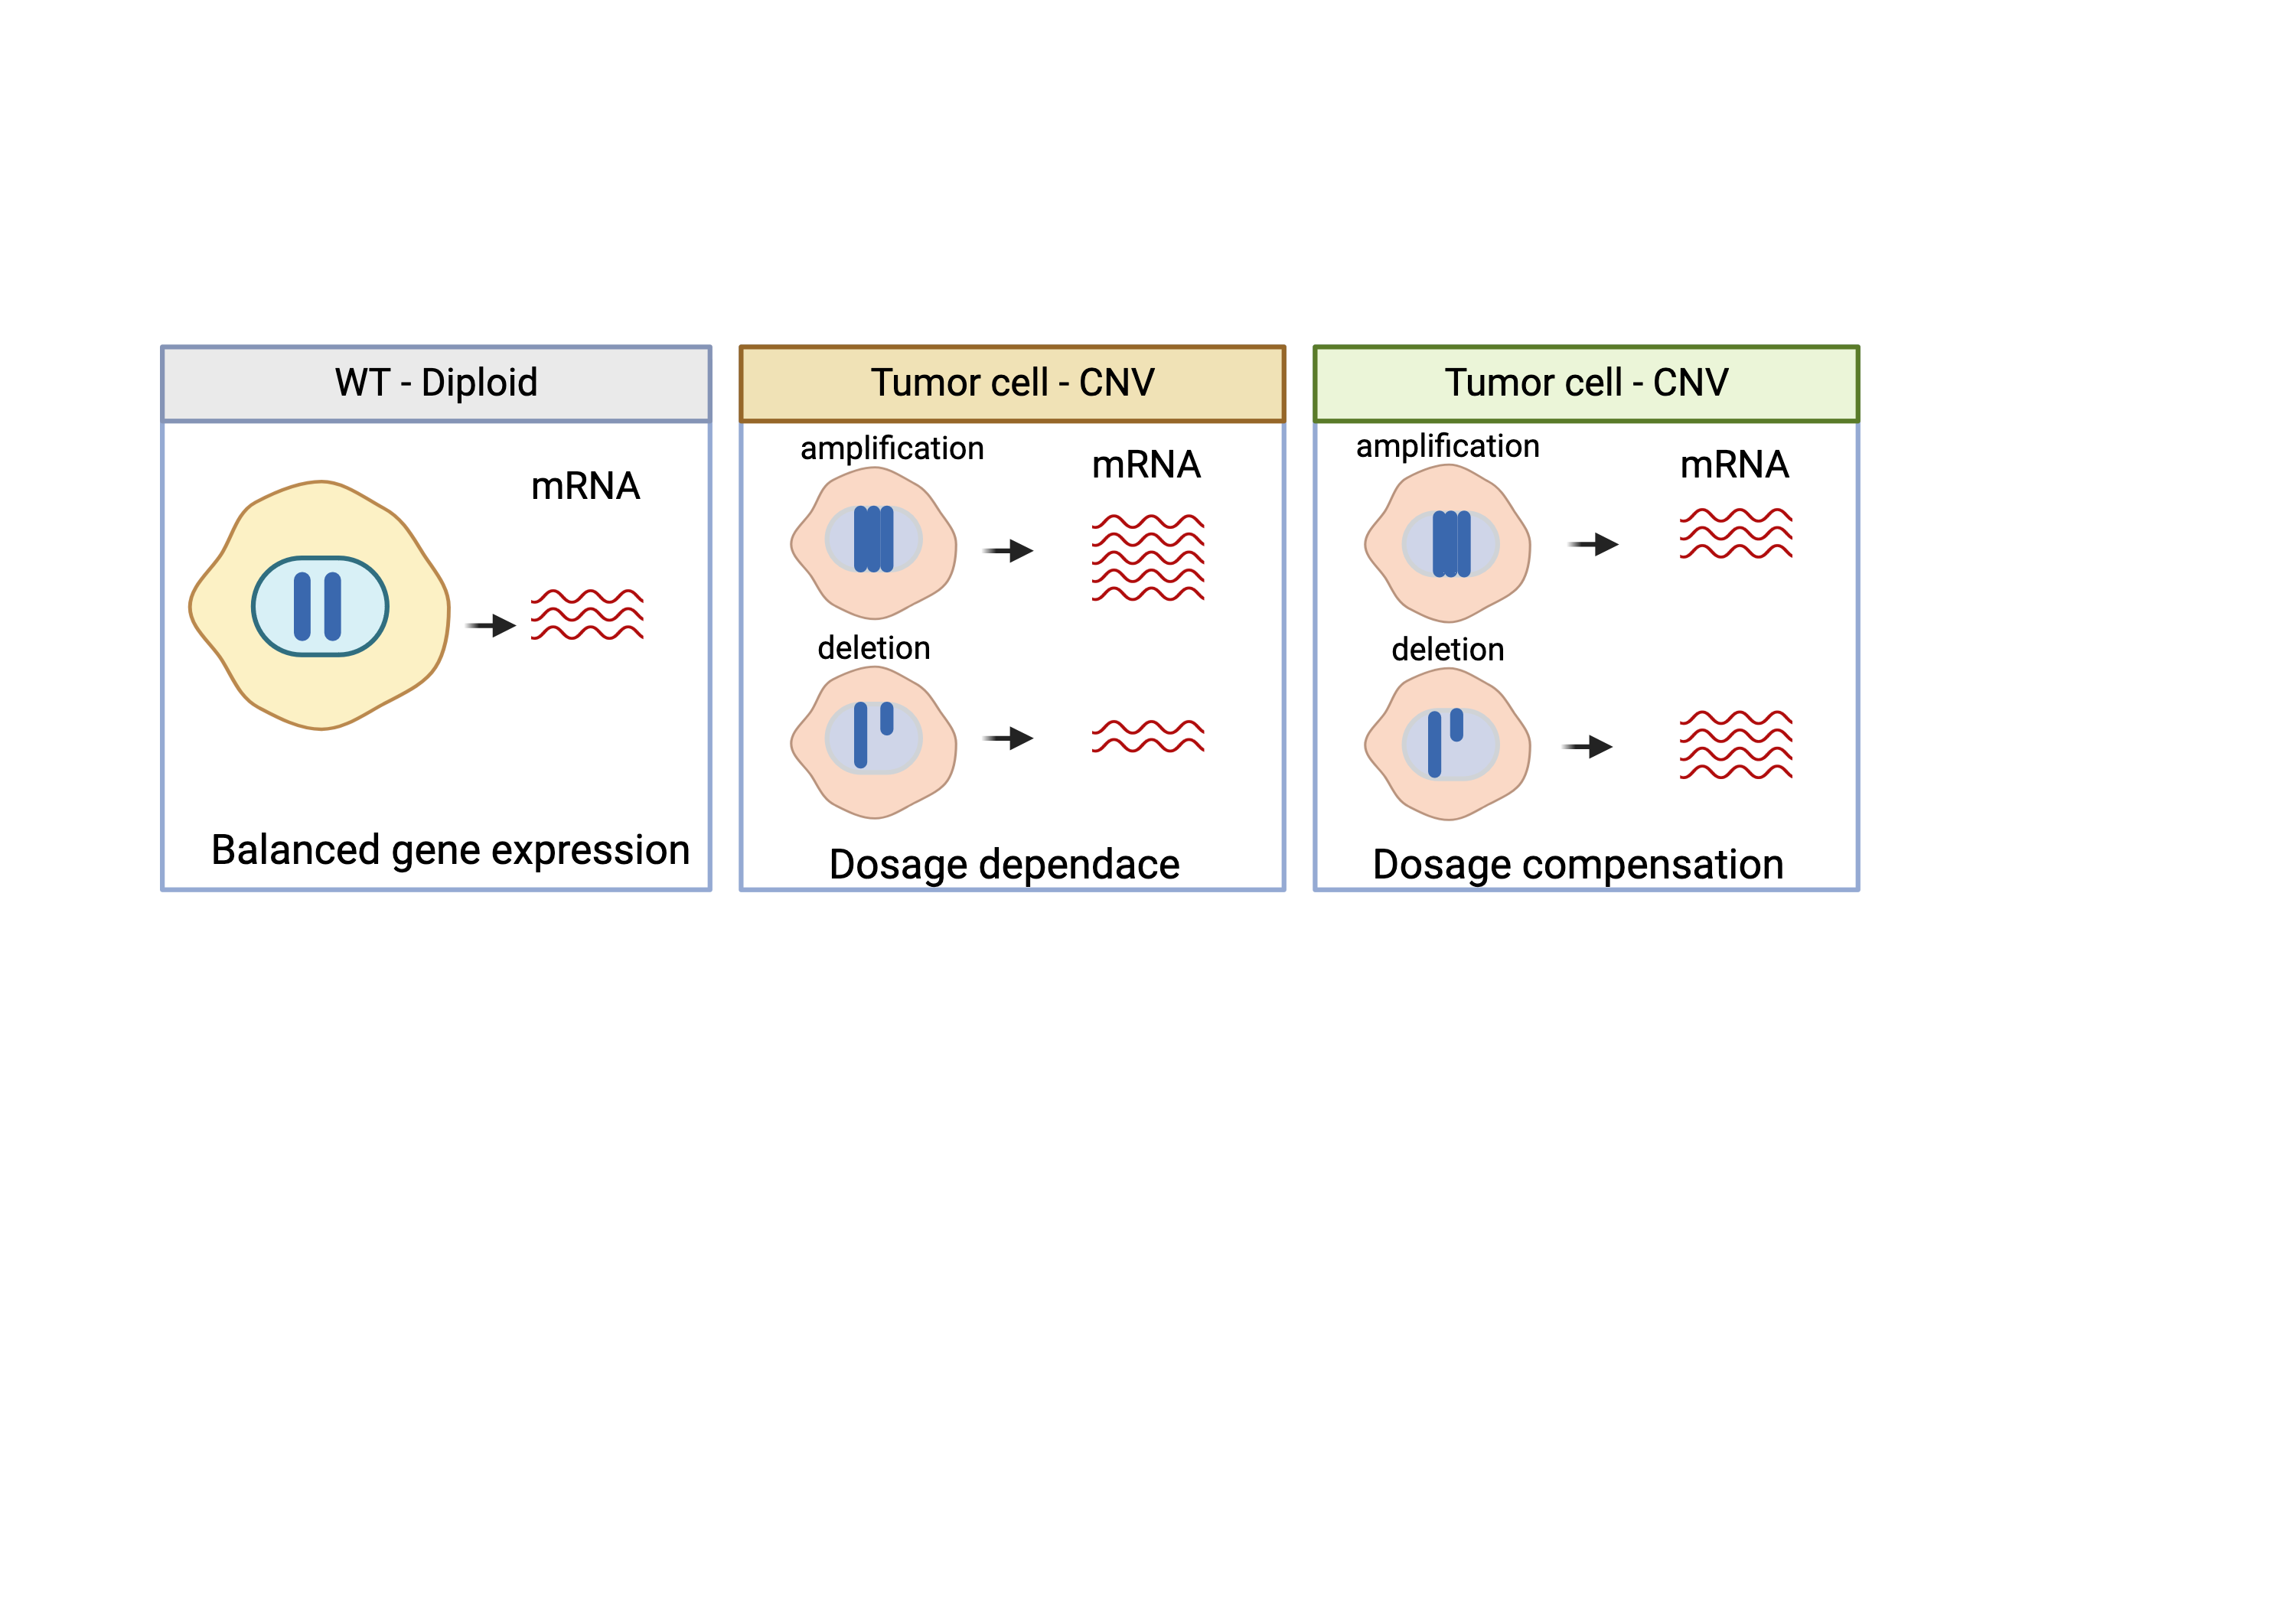 WT - Diploid
mRNA
Balanced gene expression
Tumor cell - CNV
amplification
mRNA
deletion
Dosage dependace
Tumor cell - CNV
amplification
mRNA
deletion
Dosage compensation